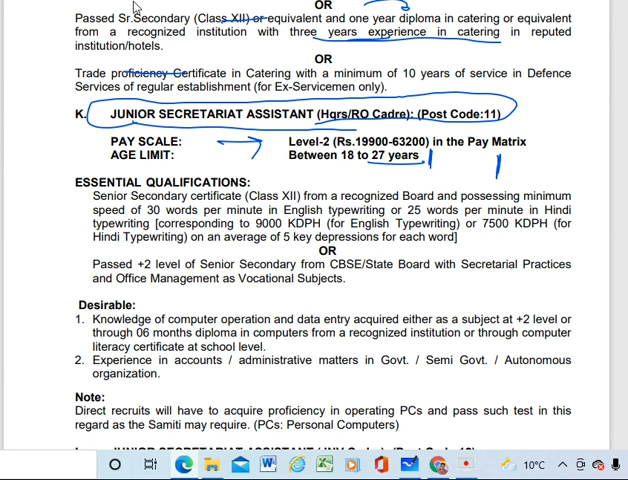 OR
Passed Sr.Secondary (Class XII) or equivalent and one year diploma in catering or equivalent
from a recognized institution with three years experience in catering in reputed
institution/hotels.
OR
Trade proficiency Certificate in Catering with a minimum of 10 years of service in Defence
Services of regular establishment (for Ex-Servicemen only).
K. JUNIOR SECRETARIAT ASSISTANT (Hqrs/RO Cadre): (Post Code:11)
PAY SCALE: Level-2 (Rs.19900-63200) in the Pay Matrix
AGE LIMIT: Between 18 to 27 years
ESSENTIAL QUALIFICATIONS:
Senior Secondary certificate (Class XII) from a recognized Board and possessing minimum
speed of 30 words per minute in English typewriting or 25 words per minute in Hindi
typewriting [corresponding to 9000 KDPH (for English Typewriting) or 7500 KDPH (for
Hindi Typewriting) on an average of 5 key depressions for each word]
OR
Passed +2 level of Senior Secondary from CBSE/State Board with Secretarial Practices
and Office Management as Vocational Subjects.
Desirable:
1. Knowledge of computer operation and data entry acquired either as a subject at +2 level or
through 06 months diploma in computers from a recognized institution or through computer
literacy certificate at school level.
2. Experience in accounts / administrative matters in Govt. / Semi Govt. / Autonomous
organization.
Note:
Direct recruits will have to acquire proficiency in operating PCs and pass such test in this
regard as the Samiti may require. (PCs: Personal Computers)
10°C